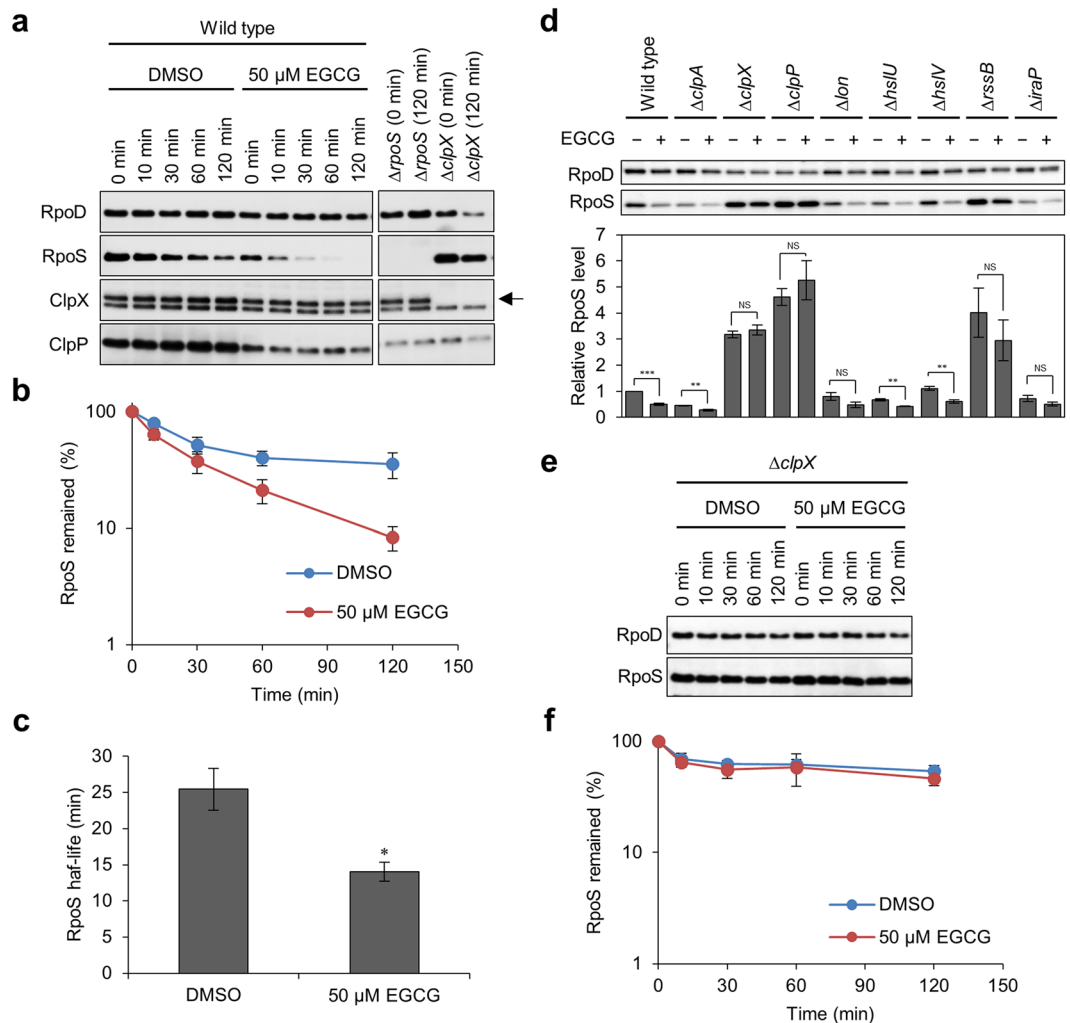 a
Wild type
DMSO
50 µM EGCG
0 min
10 min
30 min
60 min
120 min
0 min
10 min
30 min
60 min
120 min
ΔrpoS (0 min)
ΔrpoS (120 min)
ΔclpX (0 min)
ΔclpX (120 min)
RpoD
RpoS
ClpX
ClpP
b
100
10
1
RpoS remained (%)
DMSO
50 µM EGCG
0 30 60 90 120 150
Time (min)
c
30
25
20
15
10
5
0
RpoS haf-life (min)
*
DMSO
50 µM EGCG
d
Wild type
ΔclpA
ΔclpX
ΔclpP
Δlon
ΔhslU
ΔhslV
ΔrssB
ΔiraP
EGCG – + – + – + – + – + – + – + – + – +
RpoD
RpoS
7
6
5
4
3
2
1
0
Relative RpoS level
*** ** NS NS NS ** ** NS NS
e
ΔclpX
DMSO
50 µM EGCG
0 min
10 min
30 min
60 min
120 min
0 min
10 min
30 min
60 min
120 min
RpoD
RpoS
f
100
10
1
RpoS remained (%)
DMSO
50 µM EGCG
0 30 60 90 120 150
Time (min)